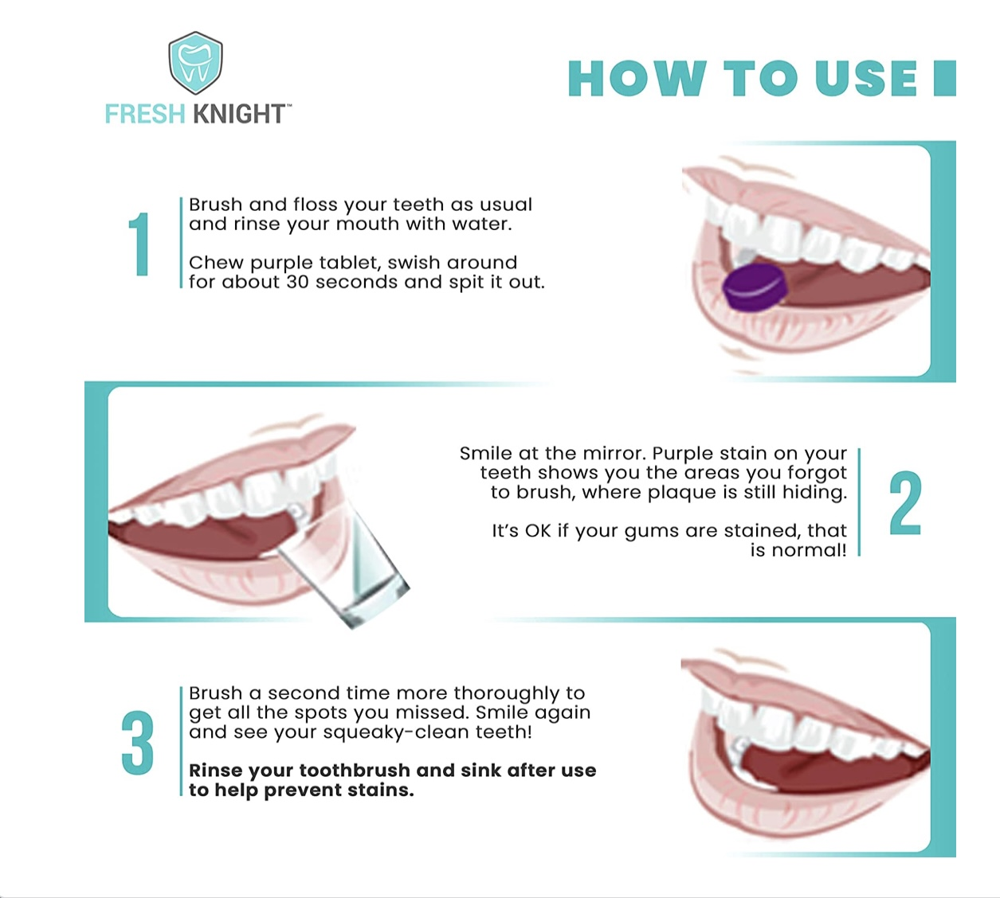 FRESH KNIGHT™
HOW TO USE
1
Brush and floss your teeth as usual
and rinse your mouth with water.
Chew purple tablet, swish around
for about 30 seconds and spit it out.
Smile at the mirror. Purple stain on your
teeth shows you the areas you forgot
to brush, where plaque is still hiding.
It’s OK if your gums are stained, that
is normal!
2
3
Brush a second time more thoroughly to
get all the spots you missed. Smile again
and see your squeaky-clean teeth!
Rinse your toothbrush and sink after use
to help prevent stains.